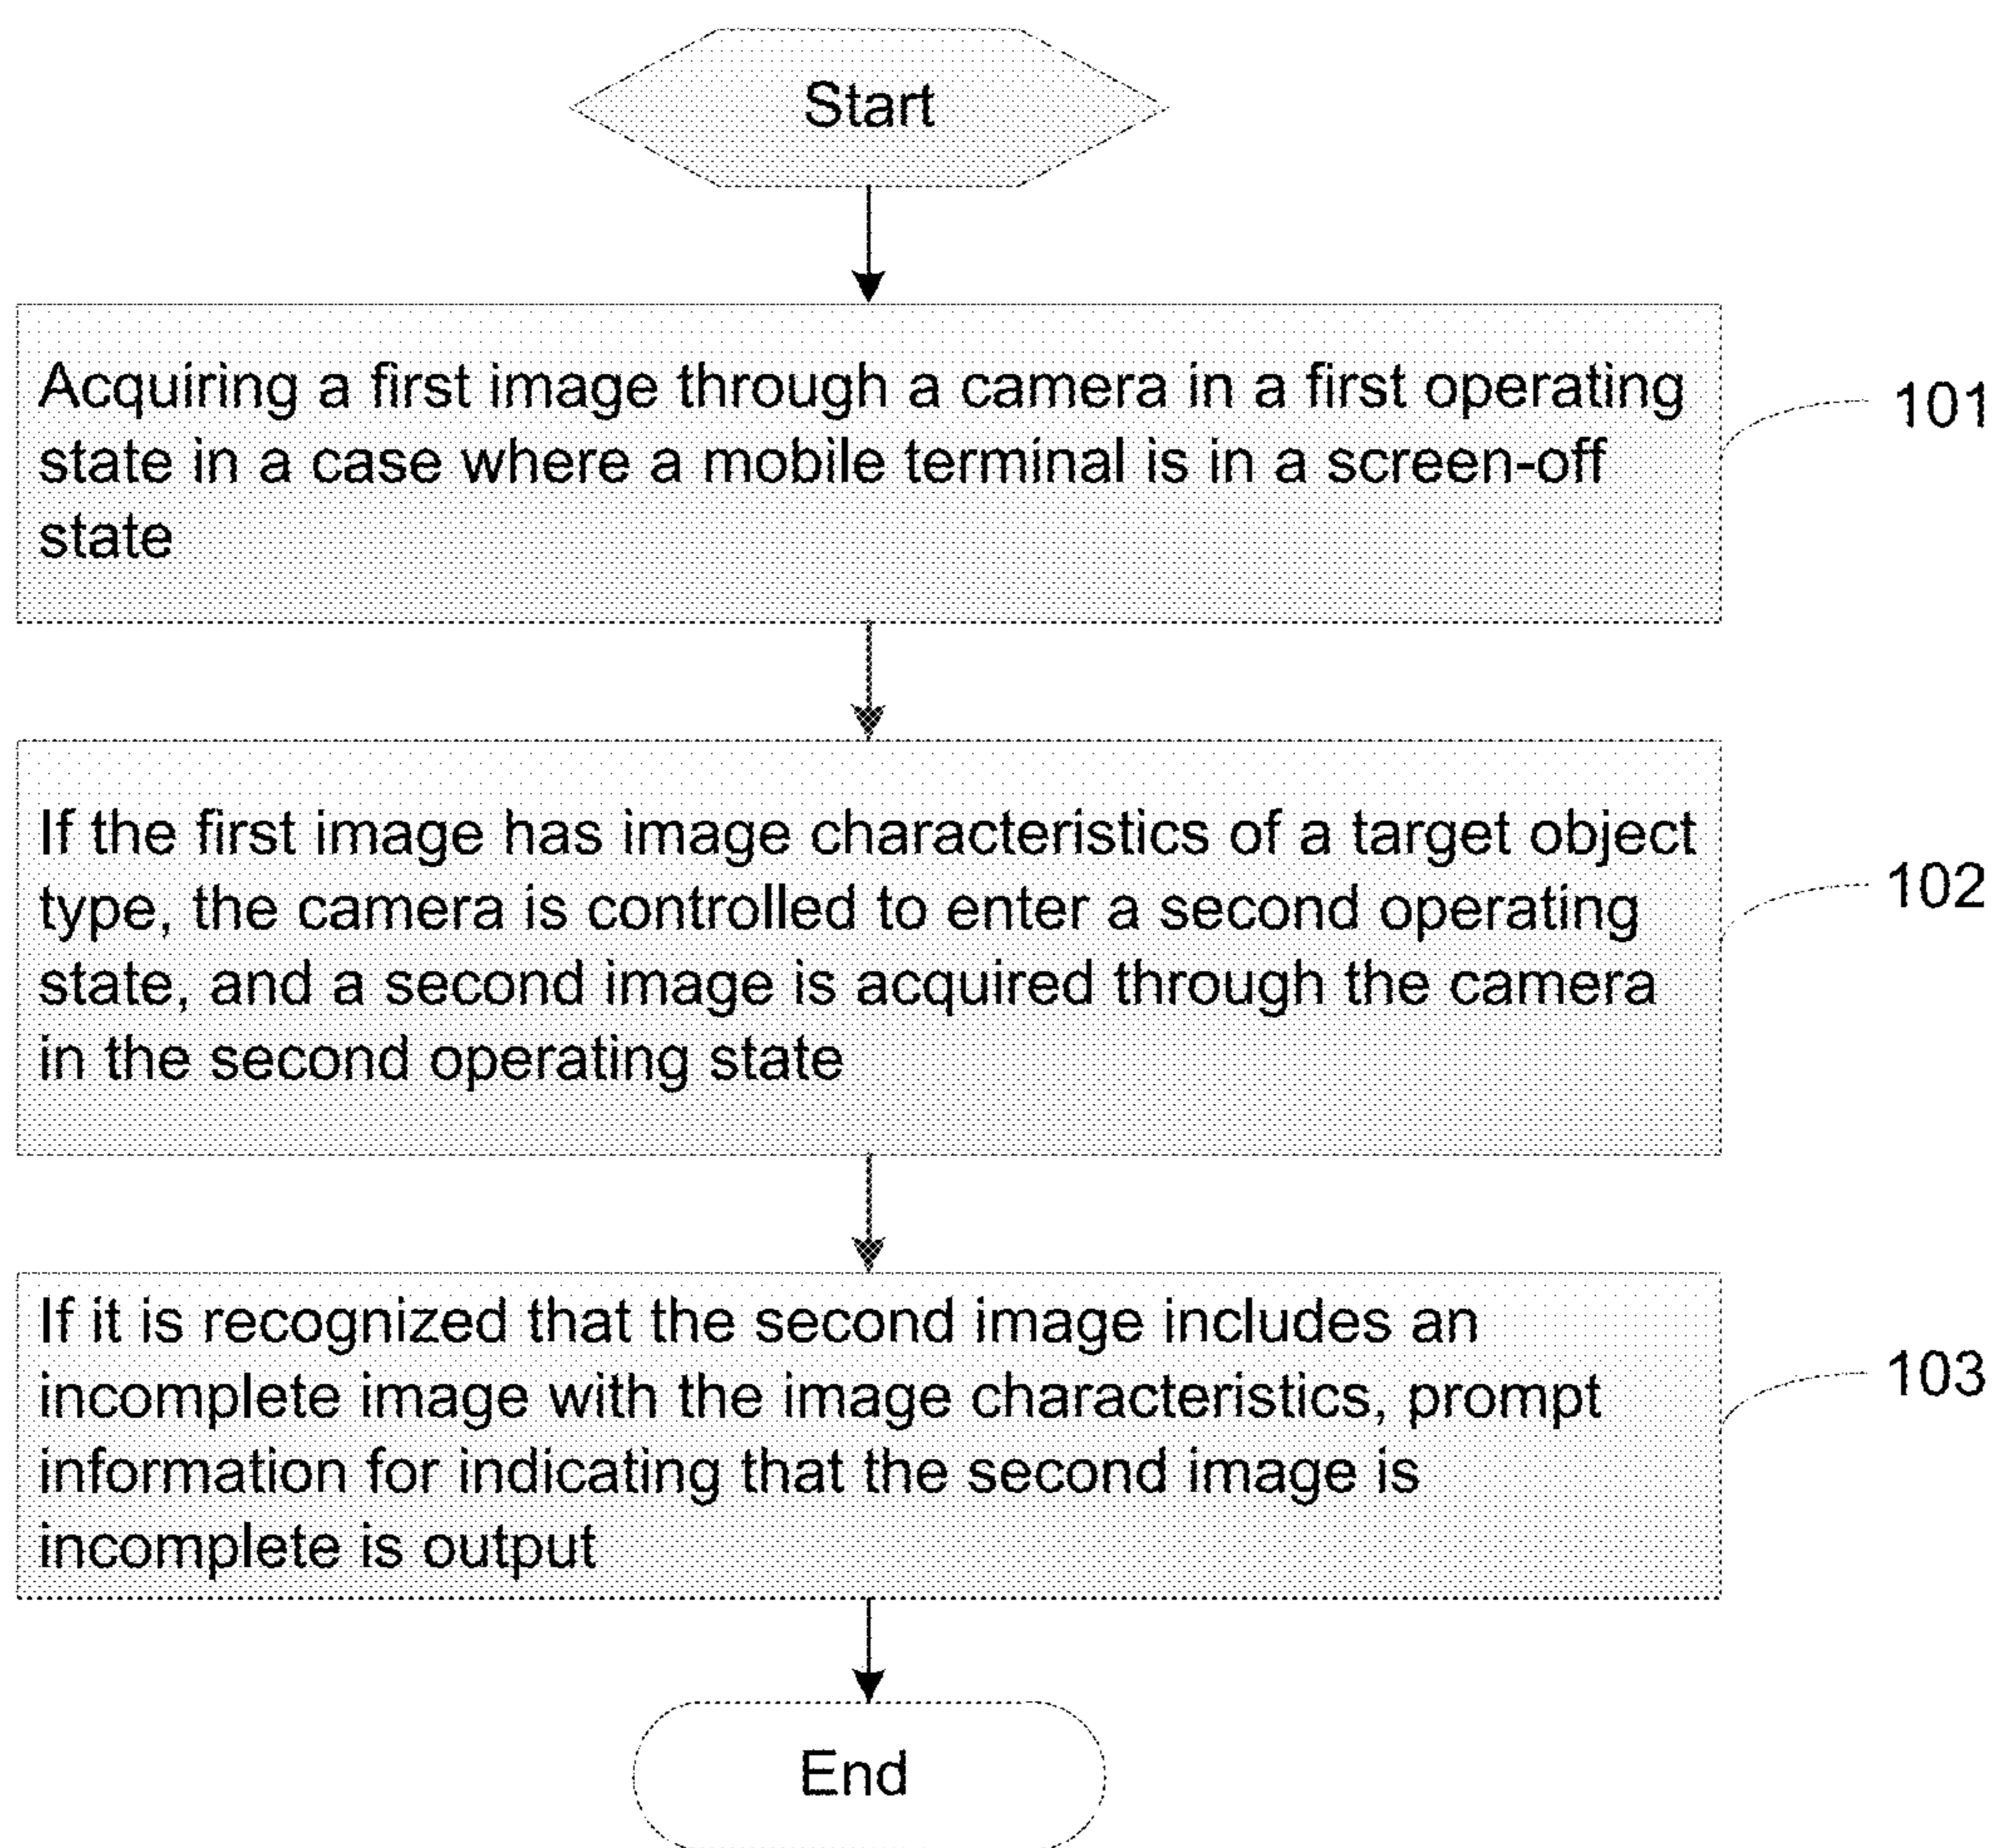 Start
Acquiring a first image through a camera in a first operating
state in a case where a mobile terminal is in a screen-off
state
101
If the first image has image characteristics of a target object
type, the camera is controlled to enter a second operating
state, and a second image is acquired through the camera
in the second operating state
102
If it is recognized that the second image includes an
incomplete image with the image characteristics, prompt
information for indicating that the second image is
incomplete is output
103
End